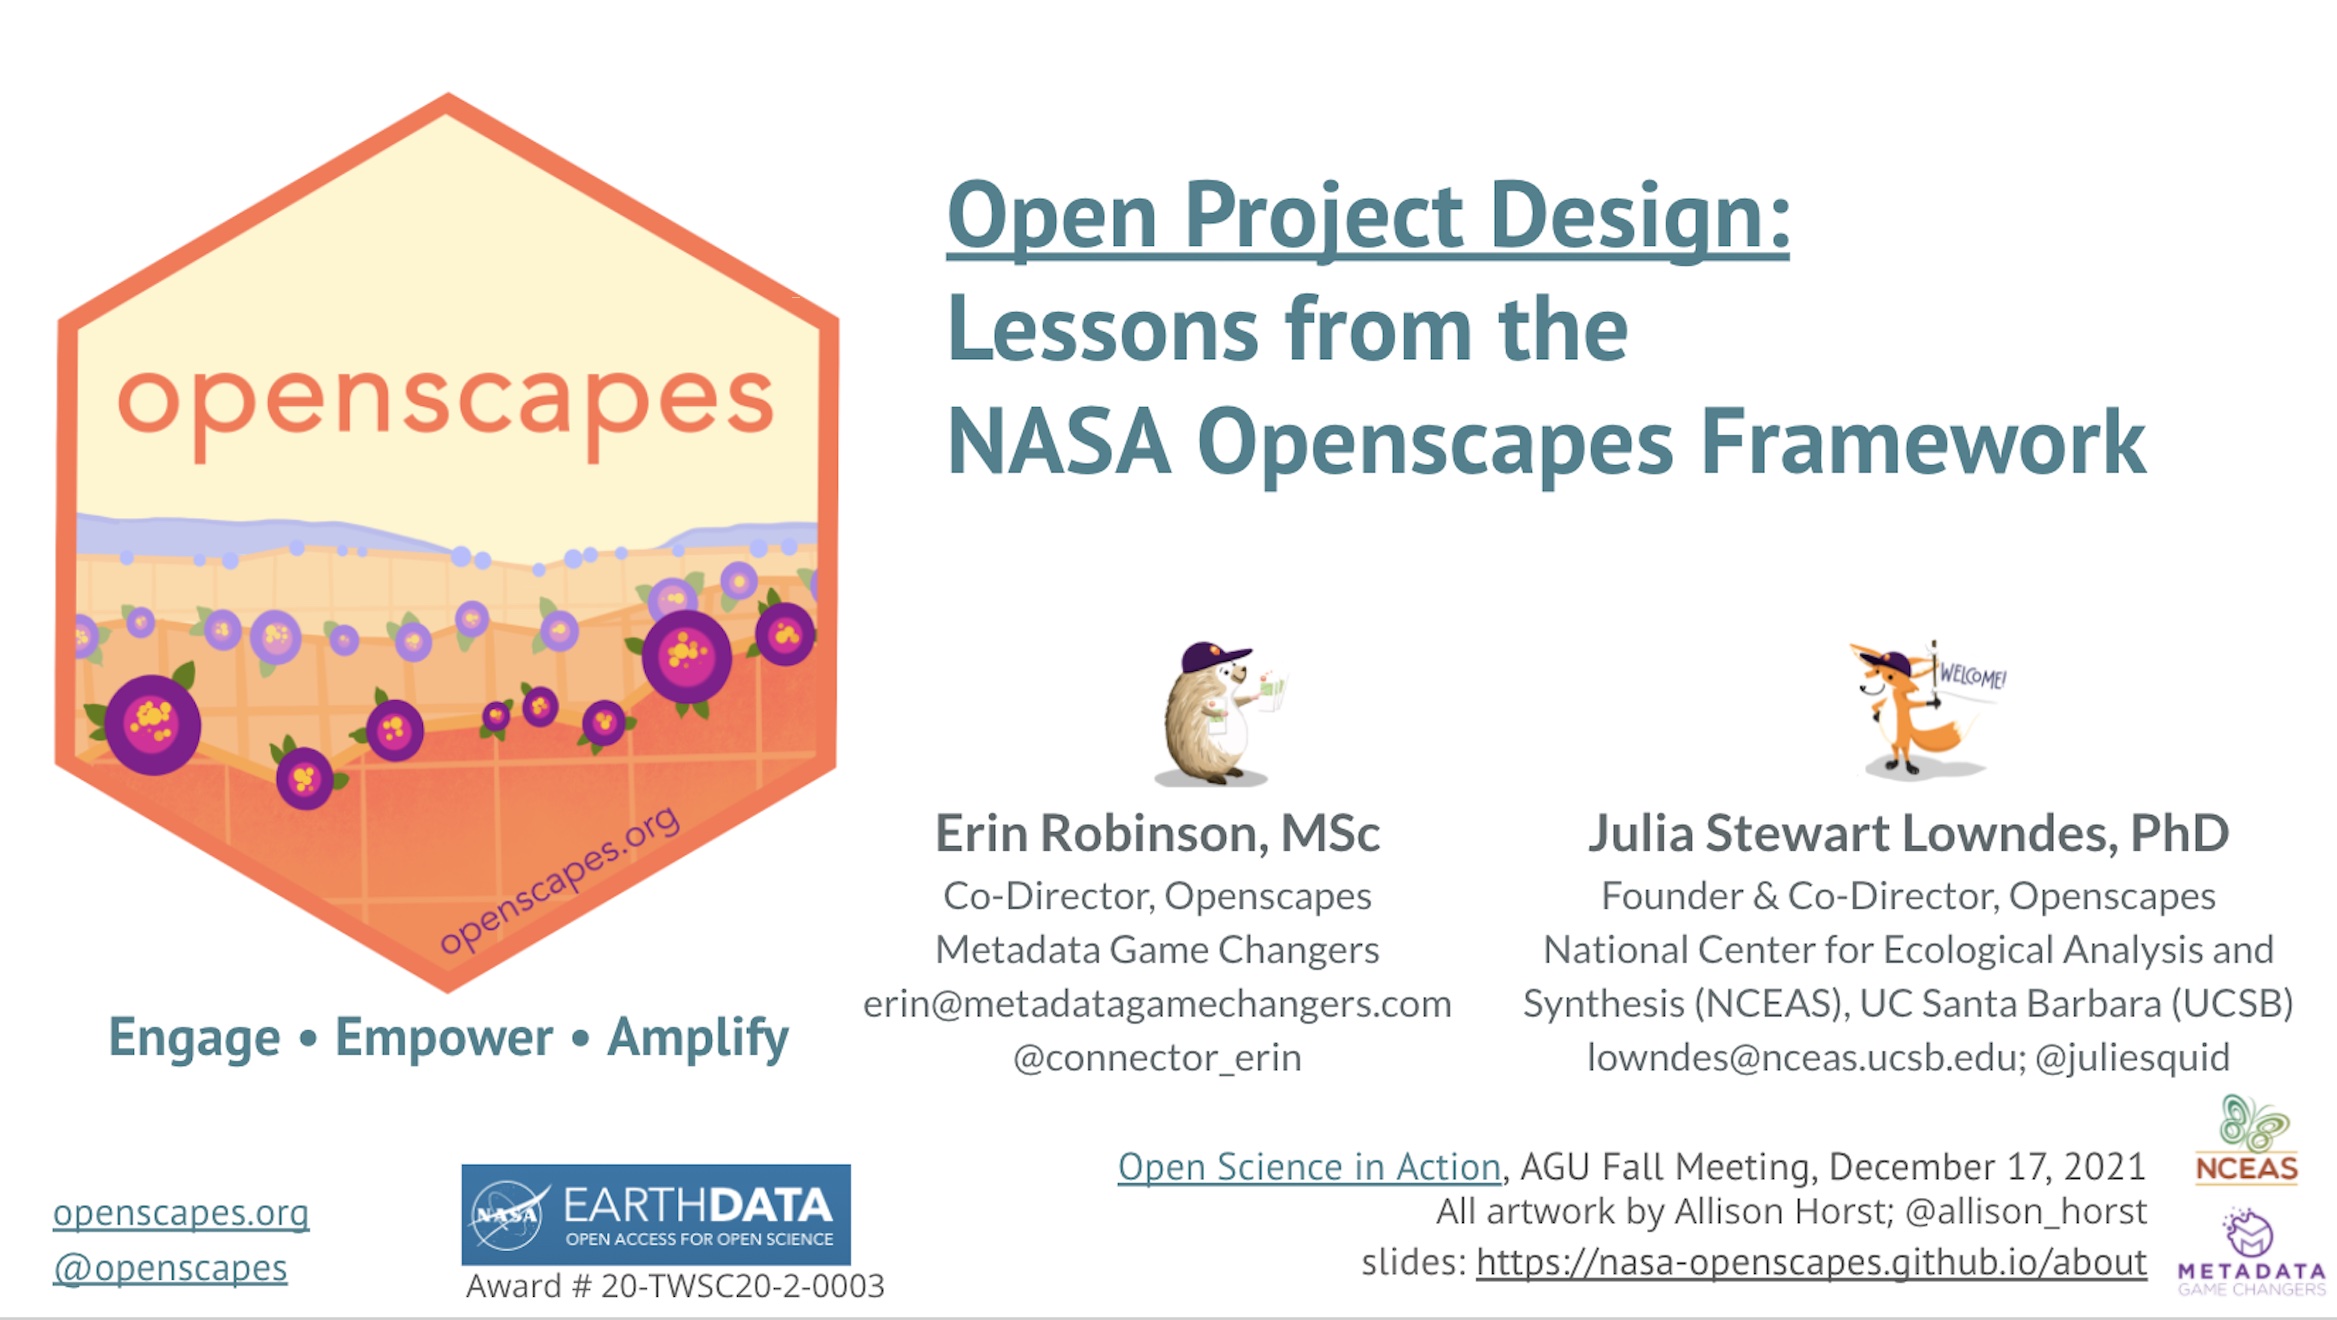 openscapes
openscapes.org
Engage • Empower • Amplify
openscapes.org
@openscapes
NASA
EARTHDATA
OPEN ACCESS FOR OPEN SCIENCE
Award # 20-TWSC20-2-0003
Open Project Design:
Lessons from the
NASA Openscapes Framework
Erin Robinson, MSc
Co-Director, Openscapes
Metadata Game Changers
erin@metadatagamechangers.com
@connector_erin
WELCOME!
Julia Stewart Lowndes, PhD
Founder & Co-Director, Openscapes
National Center for Ecological Analysis and
Synthesis (NCEAS), UC Santa Barbara (UCSB)
lowndes@nceas.ucsb.edu; @juliesquid
Open Science in Action, AGU Fall Meeting, December 17, 2021
All artwork by Allison Horst; @allison_horst
slides: https://nasa-openscapes.github.io/about
NCEAS
METADATA
GAME CHANGERS